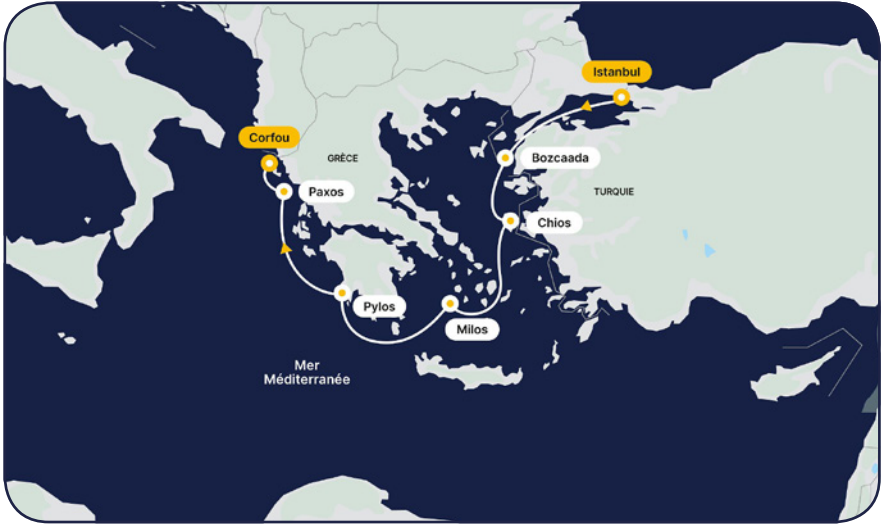 Istanbul
Corfou
GRÈCE
Bozcaada
Paxos
TURQUIE
Chios
Pylos
Milos
Mer
Méditerranée